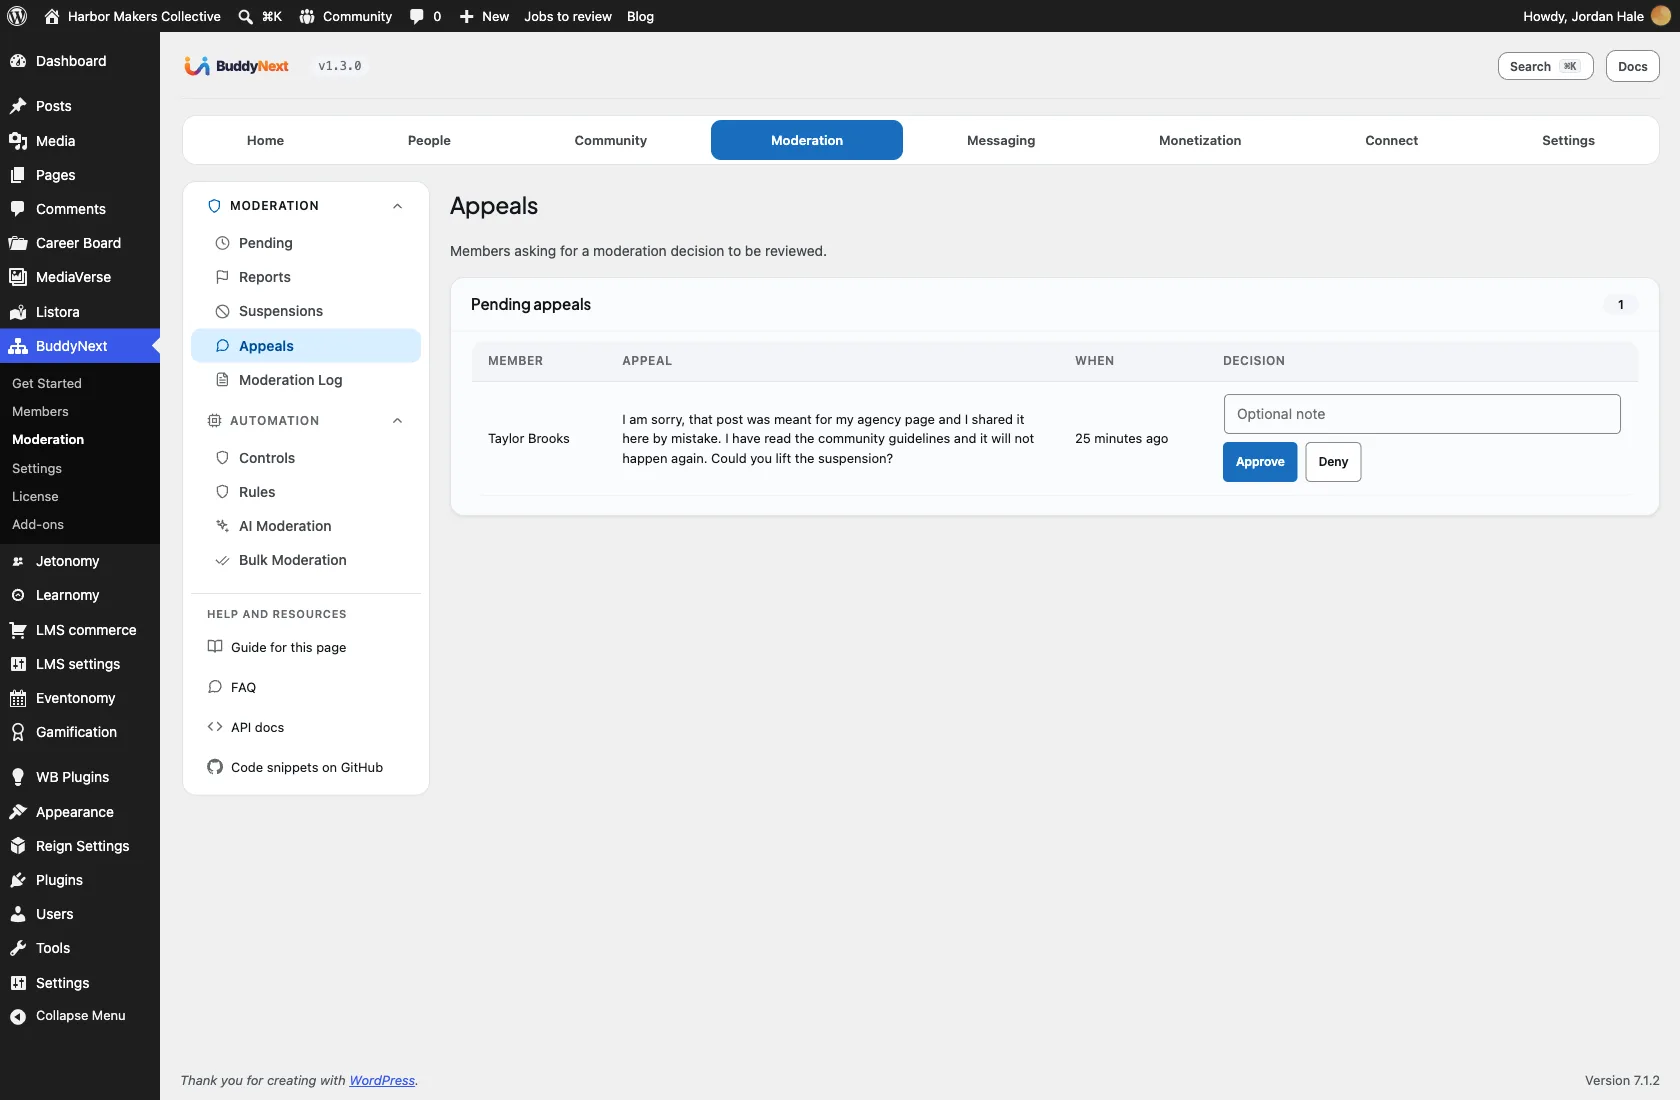 Harbor Makers Collective ⌘K Community 0 New Jobs to review Blog Howdy, Jordan Hale
Dashboard
Posts
Media
Pages
Comments
Career Board
MediaVerse
Listora
BuddyNext
Get Started
Members
Moderation
Settings
License
Add-ons
Jetonomy
Learnomy
LMS commerce
LMS settings
Eventonomy
Gamification
WB Plugins
Appearance
Reign Settings
Plugins
Users
Tools
Settings
Collapse Menu
BuddyNext v1.3.0 Search ⌘K Docs
Home People Community Moderation Messaging Monetization Connect Settings
MODERATION
Pending
Reports
Suspensions
Appeals
Moderation Log
AUTOMATION
Controls
Rules
AI Moderation
Bulk Moderation
HELP AND RESOURCES
Guide for this page
FAQ
API docs
Code snippets on GitHub
Appeals
Members asking for a moderation decision to be reviewed.
Pending appeals 1
MEMBER APPEAL WHEN DECISION
Taylor Brooks
I am sorry, that post was meant for my agency page and I shared it
here by mistake. I have read the community guidelines and it will not
happen again. Could you lift the suspension?
25 minutes ago
Optional note
Approve Deny
Thank you for creating with WordPress. Version 7.1.2